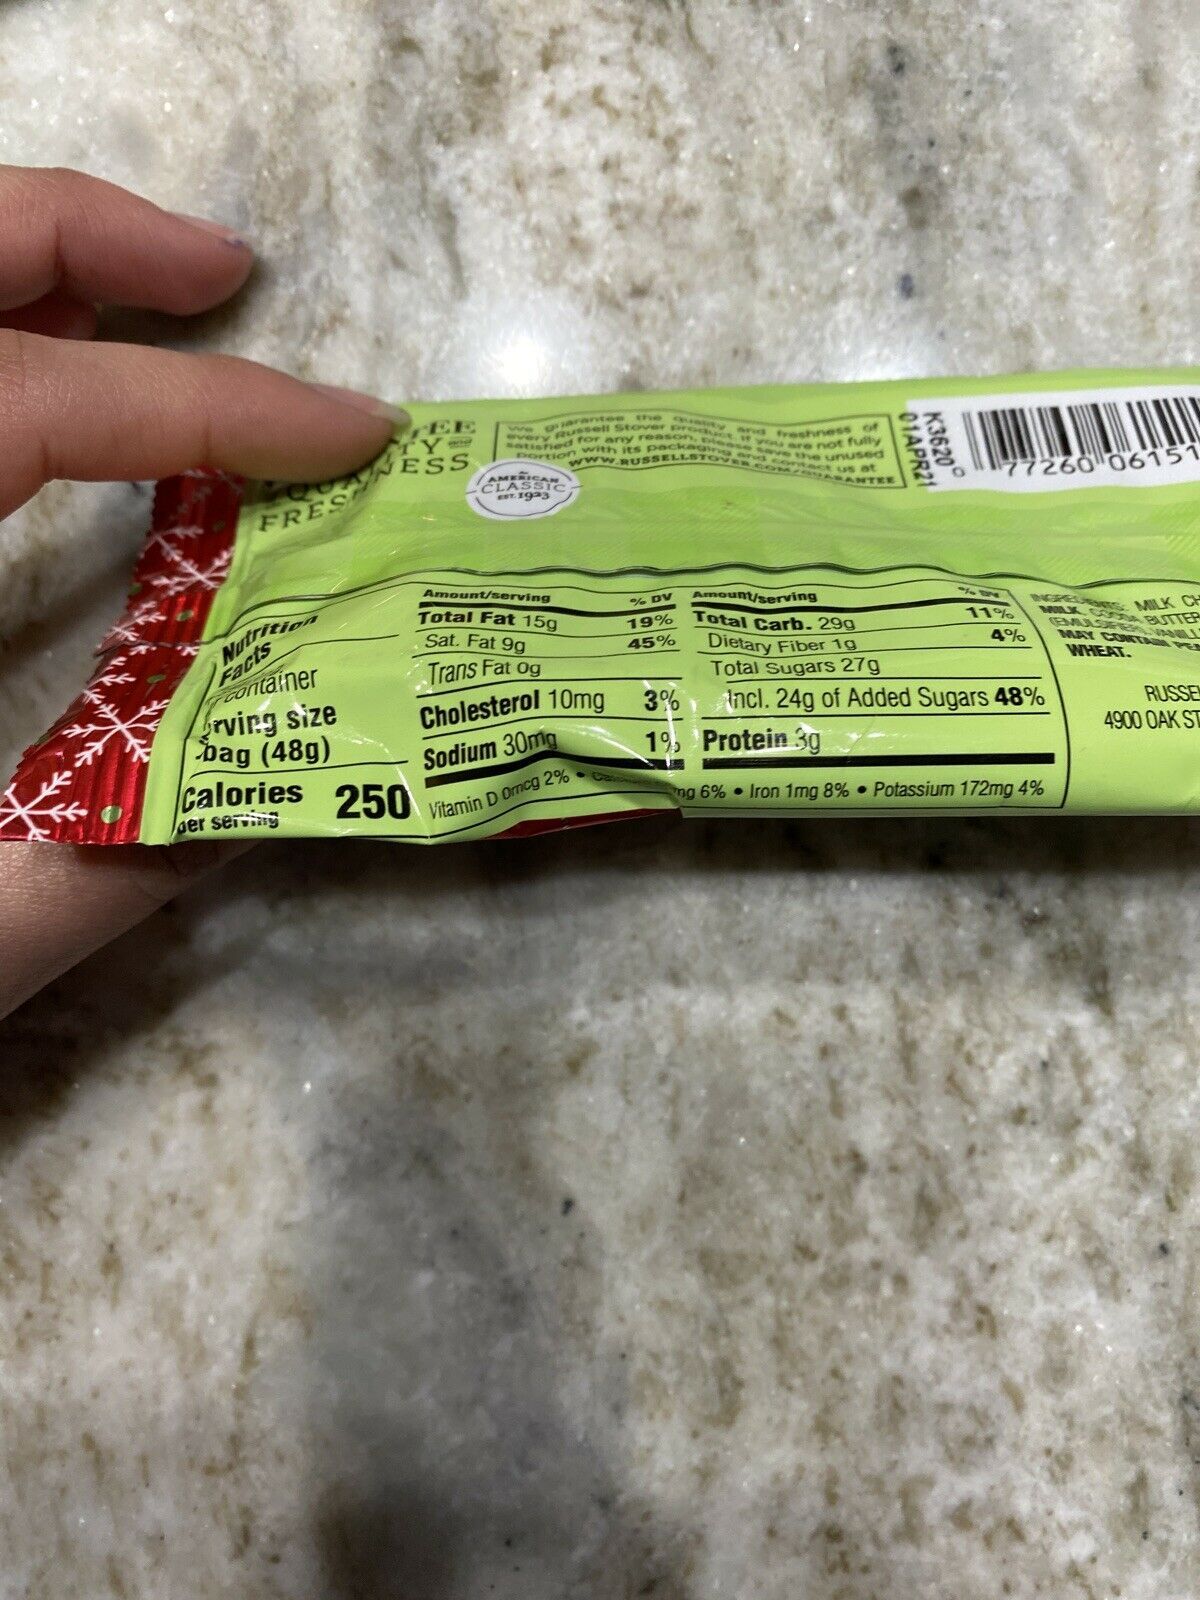 FRESHNESS
We guarantee the quality and freshness of
every Russell Stover product. If you are not fully
satisfied for any reason, please save the unused
portion with its packaging and contact us at
WWW.RUSSELLSTOVER.COM/GUARANTEE
AMERICAN
CLASSIC
EST. 1923
K3620
01APR21
77260 06151
Nutrition
Facts
container
size
bag (48g)
Calories 250
per serving
Amount/serving % DV
Total Fat 15g 19%
Sat. Fat 9g 45%
Trans Fat 0g
Cholesterol 10mg 3%
Sodium 30mg 1%
Amount/serving % DV
Total Carb. 29g 11%
Dietary Fiber 1g 4%
Total Sugars 27g
Incl. 24g of Added Sugars 48%
Protein 3g
Vitamin D 0mcg 2% • mg 6% • Iron 1mg 8% • Potassium 172mg 4%
INGREDIENTS: MILK
MILK, BUTTER
MAY CONTAIN
WHEAT.
4900 OAK